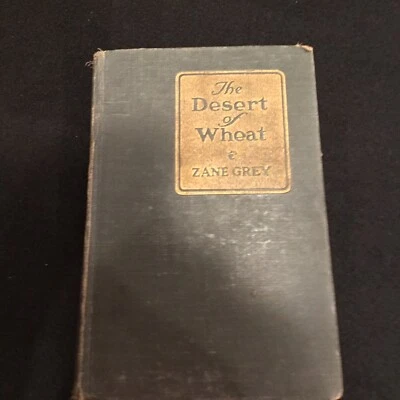 The
Desert
of
Wheat
ZANE GREY